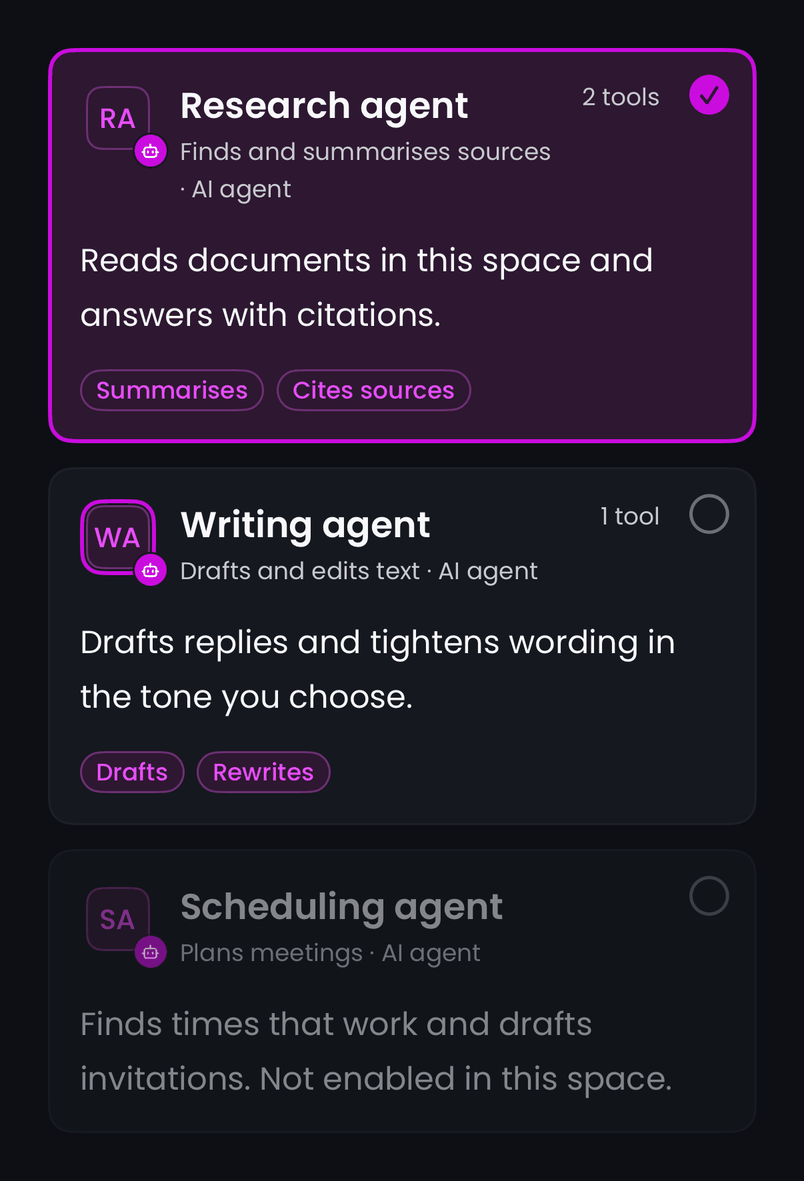 RA
Research agent
2 tools
Finds and summarises sources
· AI agent
Reads documents in this space and
answers with citations.
Summarises
Cites sources
WA
Writing agent
1 tool
Drafts and edits text · AI agent
Drafts replies and tightens wording in
the tone you choose.
Drafts
Rewrites
SA
Scheduling agent
Plans meetings · AI agent
Finds times that work and drafts
invitations. Not enabled in this space.